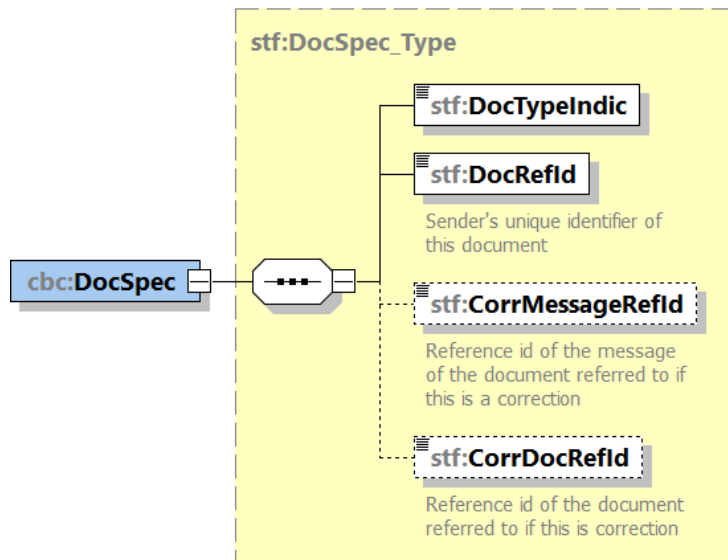 stf:DocSpec_Type
stf:DocTypeIndic
stf:DocRefId
Sender's unique identifier of
this document
cbc:DocSpec
stf:CorrMessageRefId
Reference id of the message
of the document referred to if
this is a correction
stf:CorrDocRefId
Reference id of the document
referred to if this is correction